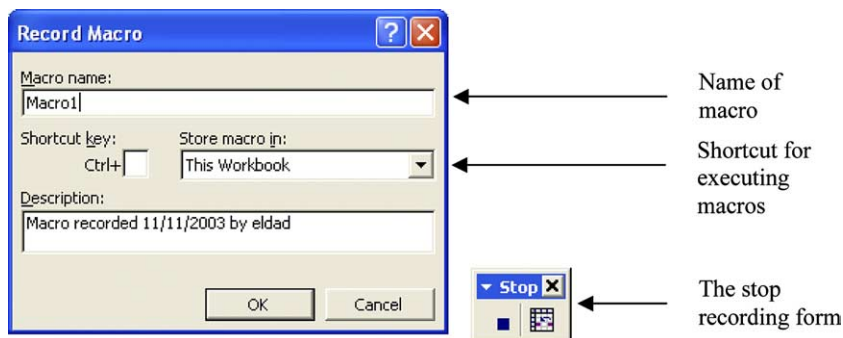 Record Macro
Macro name:
Macro1
Name of
macro
Shortcut key:
Store macro in:
Ctrl+
This Workbook
Shortcut for
executing
macros
Description:
Macro recorded 11/11/2003 by eldad
OK
Cancel
Stop
The stop
recording form